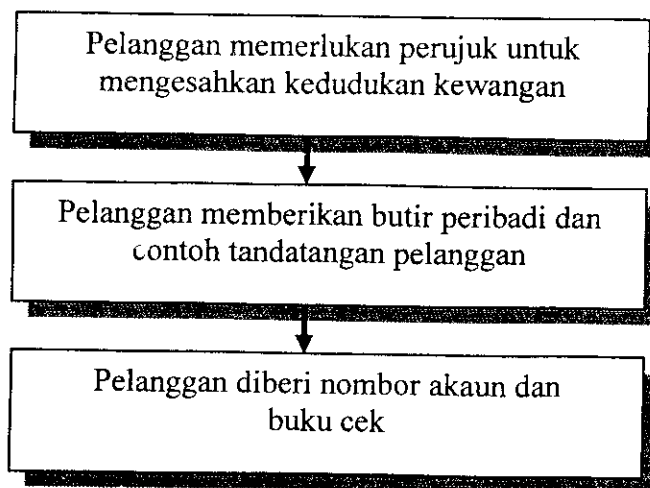 Pelanggan memerlukan perujuk untuk
mengesahkan kedudukan kewangan
Pelanggan memberikan butir peribadi dan
contoh tandatangan pelanggan
Pelanggan diberi nombor akaun dan
buku cek